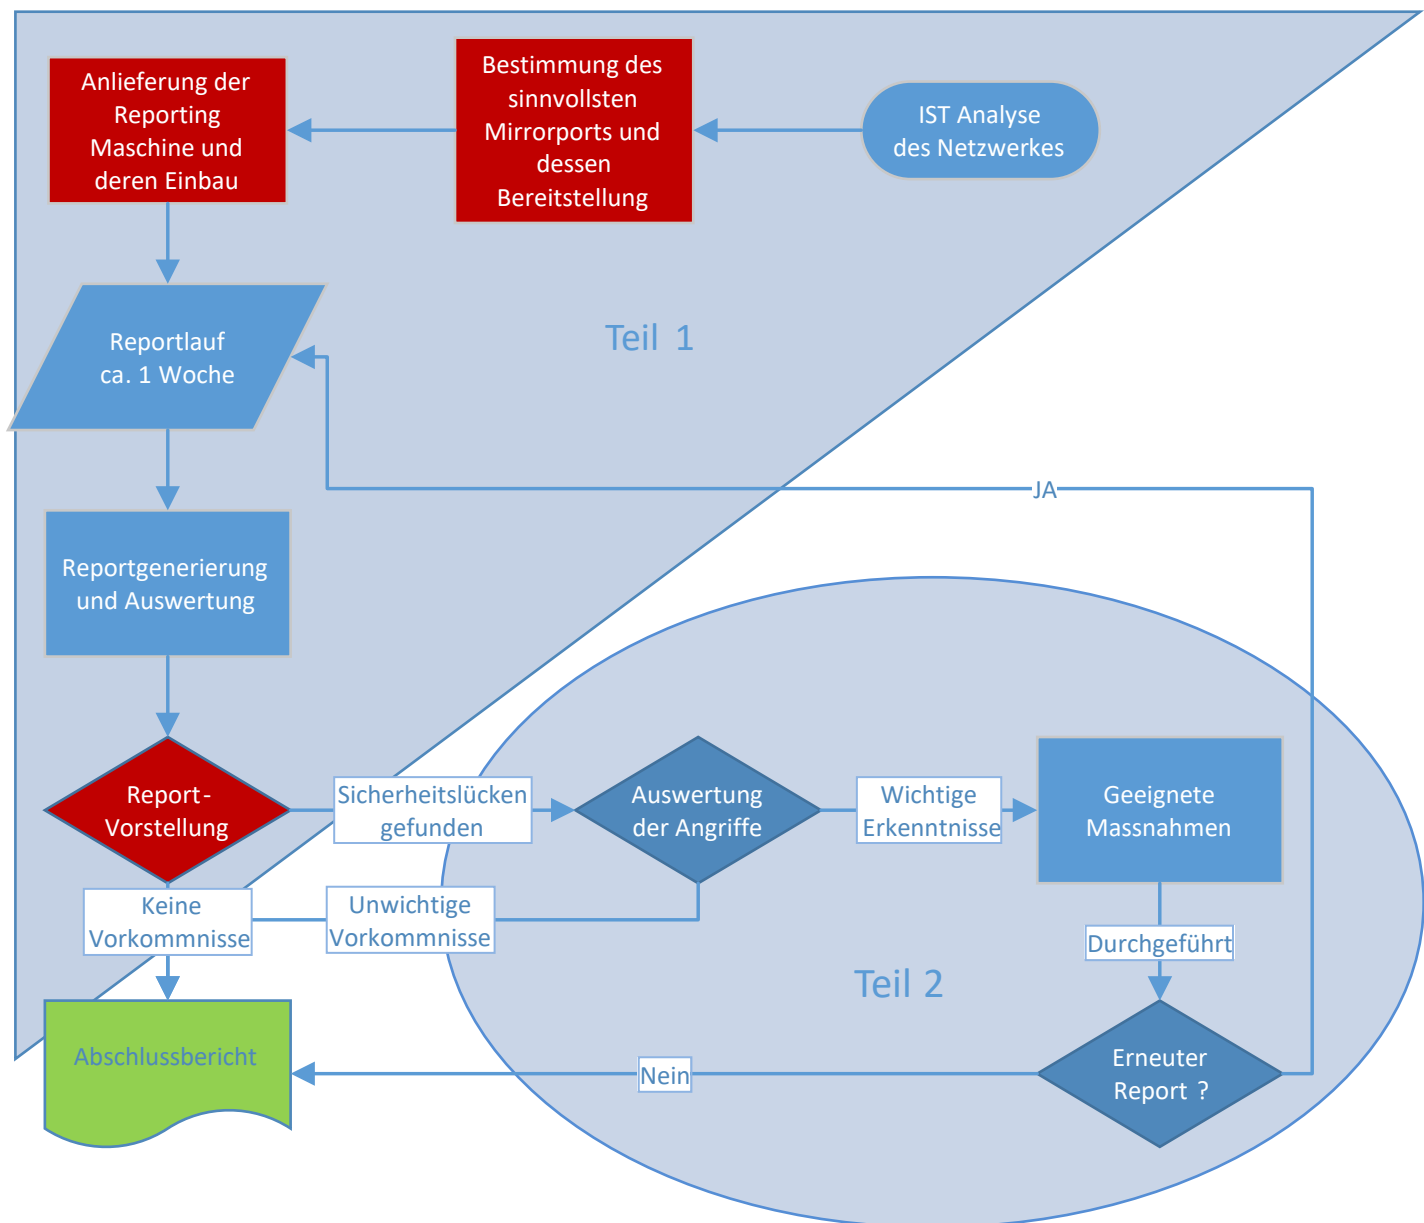 IST Analyse
des Netzwerkes
Bestimmung des
sinnvollsten
Mirrorports und
dessen
Bereitstellung
Anlieferung der
Reporting
Maschine und
deren Einbau
Reportlauf
ca. 1 Woche
Teil 1
JA
Reportgenerierung
und Auswertung
Report-
Vorstellung
Sicherheitslücken
gefunden
Auswertung
der Angriffe
Wichtige
Erkenntnisse
Geeignete
Massnahmen
Keine
Vorkommnisse
Unwichtige
Vorkommnisse
Durchgeführt
Teil 2
Abschlussbericht
Nein
Erneuter
Report ?